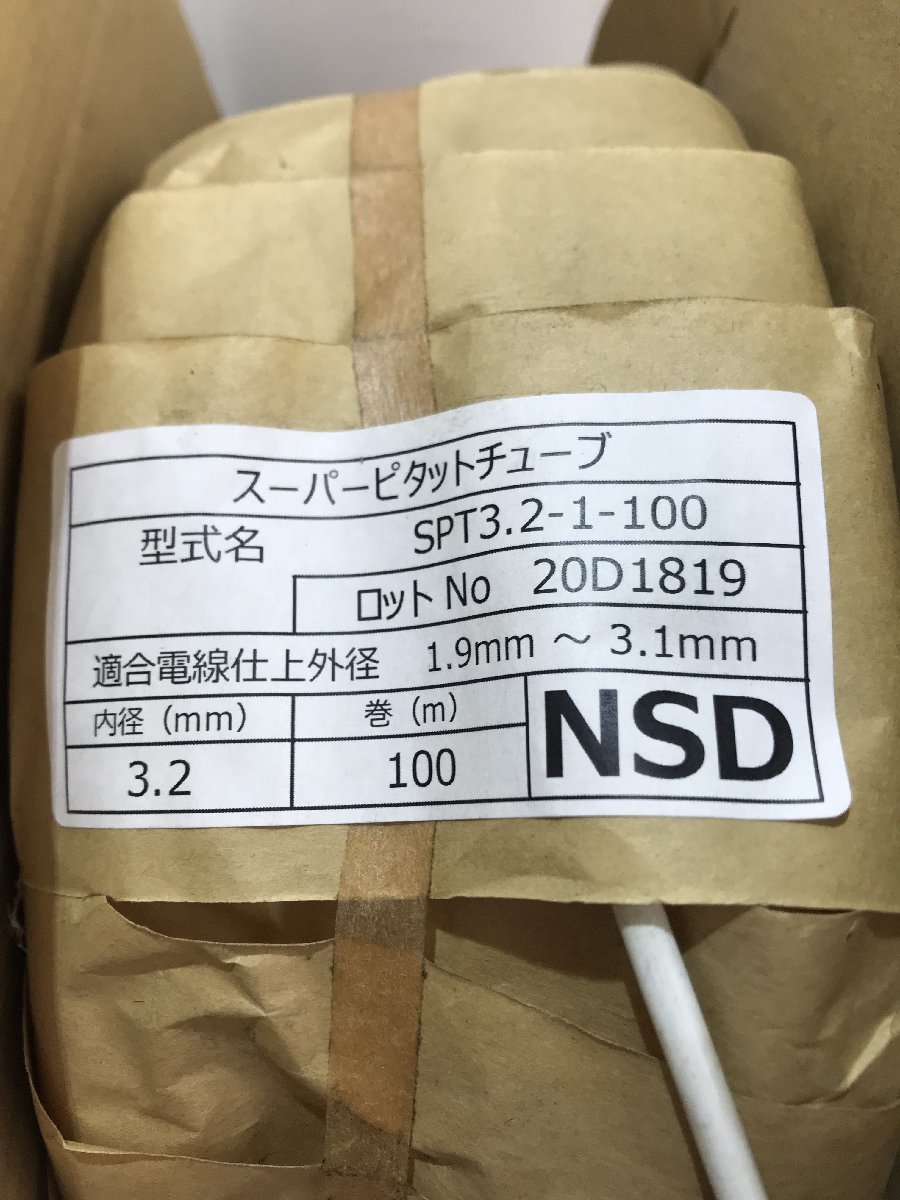 スーパーピタットチューブ
型式名 SPT3.2-1-100
ロット No 20D1819
適合電線仕上外径 1.9mm ～ 3.1mm
内径（mm） 巻（m）
3.2 100
NSD